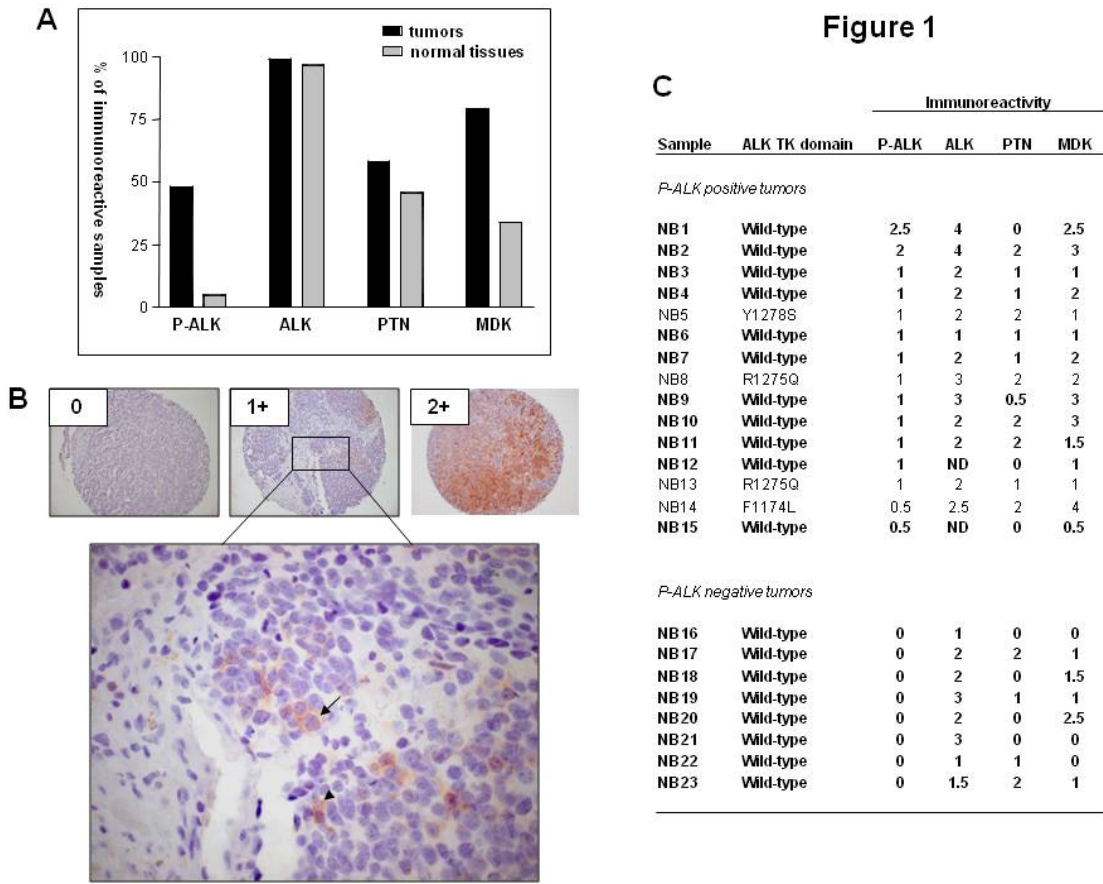 Figure 1
A
tumors
normal tissues
% of immunoreactive samples
100
75
50
25
0
P-ALK ALK PTN MDK
B
0 1+ 2+
C
Immunoreactivity
Sample ALK TK domain P-ALK ALK PTN MDK
P-ALK positive tumors
NB1 Wild-type 2.5 4 0 2.5
NB2 Wild-type 2 4 2 3
NB3 Wild-type 1 2 1 1
NB4 Wild-type 1 2 1 2
NB5 Y1278S 1 2 2 1
NB6 Wild-type 1 1 1 1
NB7 Wild-type 1 2 1 2
NB8 R1275Q 1 3 2 2
NB9 Wild-type 1 3 0.5 3
NB10 Wild-type 1 2 2 3
NB11 Wild-type 1 2 2 1.5
NB12 Wild-type 1 ND 0 1
NB13 R1275Q 1 2 1 1
NB14 F1174L 0.5 2.5 2 4
NB15 Wild-type 0.5 ND 0 0.5
P-ALK negative tumors
NB16 Wild-type 0 1 0 0
NB17 Wild-type 0 2 2 1
NB18 Wild-type 0 2 0 1.5
NB19 Wild-type 0 3 1 1
NB20 Wild-type 0 2 0 2.5
NB21 Wild-type 0 3 0 0
NB22 Wild-type 0 1 1 0
NB23 Wild-type 0 1.5 2 1